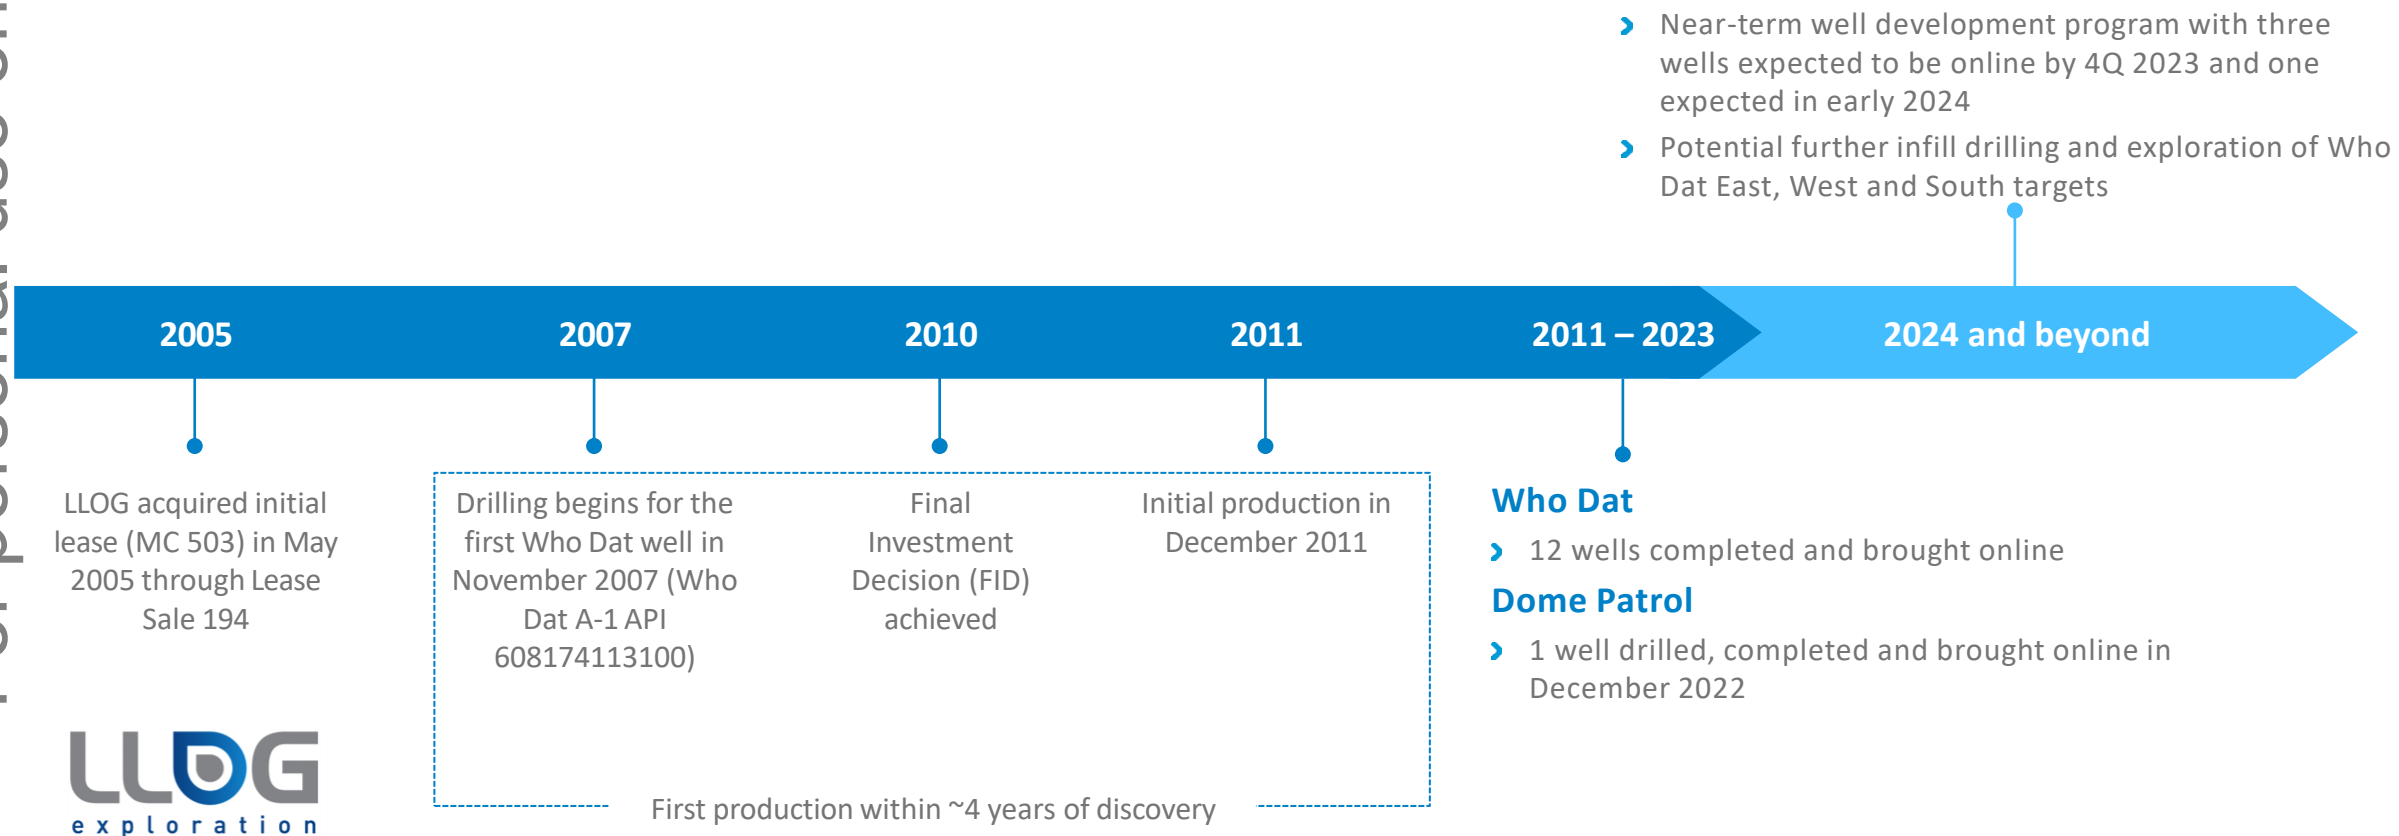 Near-term well development program with three
wells expected to be online by 4Q 2023 and one
expected in early 2024
Potential further infill drilling and exploration of Who
Dat East, West and South targets
2005
2007
2010
2011
2011 – 2023
2024 and beyond
LLOG acquired initial
lease (MC 503) in May
2005 through Lease
Sale 194
Drilling begins for the
first Who Dat well in
November 2007 (Who
Dat A-1 API
608174113100)
Final
Investment
Decision (FID)
achieved
Initial production in
December 2011
Who Dat
12 wells completed and brought online
Dome Patrol
1 well drilled, completed and brought online in
December 2022
First production within ~4 years of discovery
LLOG
exploration